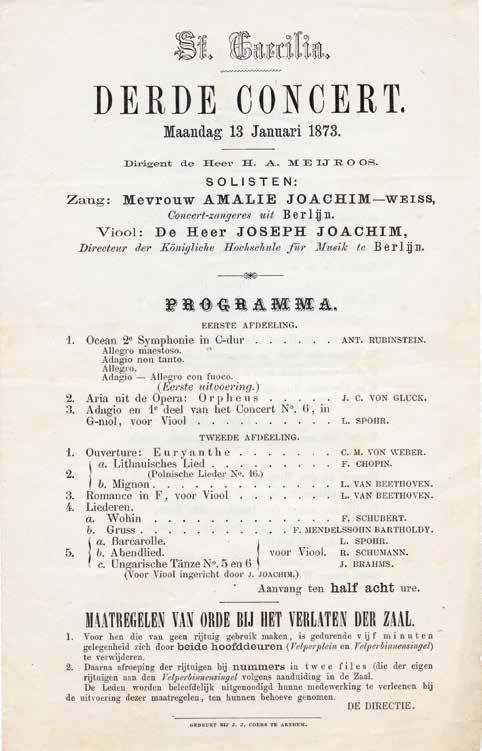 St. Caecilia.
DERDE CONCERT.
Maandag 13 Januari 1873.
Dirigent de Heer H. A. MEIJROOS.
SOLISTEN:
Zang: Mevrouw AMALIE JOACHIM—WEISS,
Concert-zangeres uit Berlijn.
Viool: De Heer JOSEPH JOACHIM,
Directeur der Königliche Hochschule für Musik te Berlijn.
PROGRAMMA.
EERSTE AFDEELING.
1. Ocean 2e Symphonie in C-dur . . . . . . ANT. RUBINSTEIN.
Allegro maestoso.
Adagio non tanto.
Allegro.
Adagio — Allegro con fuoco.
(Eerste uitvoering.)
2. Aria uit de Opera: Orpheus . . . . . J. C. VON GLUCK.
3. Adagio en 1e deel van het Concert No. 6, in
G-mol, voor Viool . . . . . . . . . . . L. SPOHR.
TWEEDE AFDEELING.
1. Ouverture: Euryanthe . . . . . . . . C. M. VON WEBER.
2. a. Lithauisches Lied . . . . . . . . . F. CHOPIN.
(Polnische Lieder No. 16.)
b. Mignon . . . . . . . . . . . . . . L. VAN BEETHOVEN.
3. Romance in F, voor Viool . . . . . . . L. VAN BEETHOVEN.
4. Liederen.
a. Wohin . . . . . . . . . . . . . . F. SCHUBERT.
b. Gruss . . . . . . . . . . . . F. MENDELSSOHN BARTHOLDY.
5. a. Barcarolle. L. SPOHR.
b. Abendlied. voor Viool. R. SCHUMANN.
c. Ungarische Tänze No. 5 en 6 J. BRAHMS.
(Voor Viool ingericht door J. JOACHIM.)
Aanvang ten half acht ure.
MAATREGELEN VAN ORDE BIJ HET VERLATEN DER ZAAL.
1. Voor hen die van geen rijtuig gebruik maken, is gedurende vijf minuten
gelegenheid zich door beide hoofddeuren (Velperplein en Velperbinnensingel)
te verwijderen.
2. Daarna afroeping der rijtuigen bij nummers in twee files (die der eigen
rijtuigen aan den Velperbinnensingel volgens aanduiding in de Zaal.
De Leden worden beleefdelijk uitgenoodigd hunne medewerking te verleenen bij
de uitvoering dezer maatregelen, ten hunnen behoeve genomen.
DE DIRECTIE.
GEDRUKT BIJ J. J. COERS TE ARNHEM.